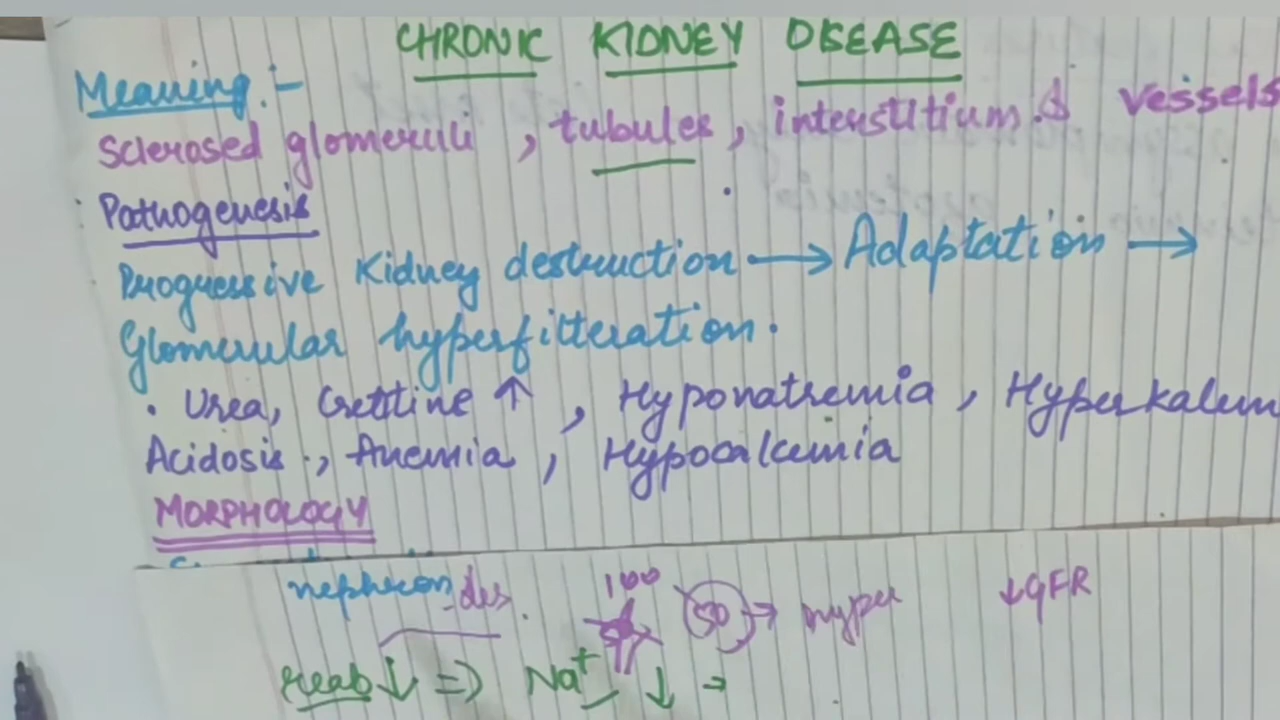 CHRONIC KIDNEY DISEASE
Meaning :-
Sclerosed glomeruli , tubules, interstitium & Vessels
Pathogenesis
Progressive Kidney destruction → Adaptation →
Glomerular hyperfilteration.
. Urea, Creatine ↑ , Hyponatremia , Hyperkalem
Acidosis , Anemia , Hypocalcemia
MORPHOLOGY
nephron des. 100 50 → hyper ↓GFR
reab ↓ => Na+ ↓ →